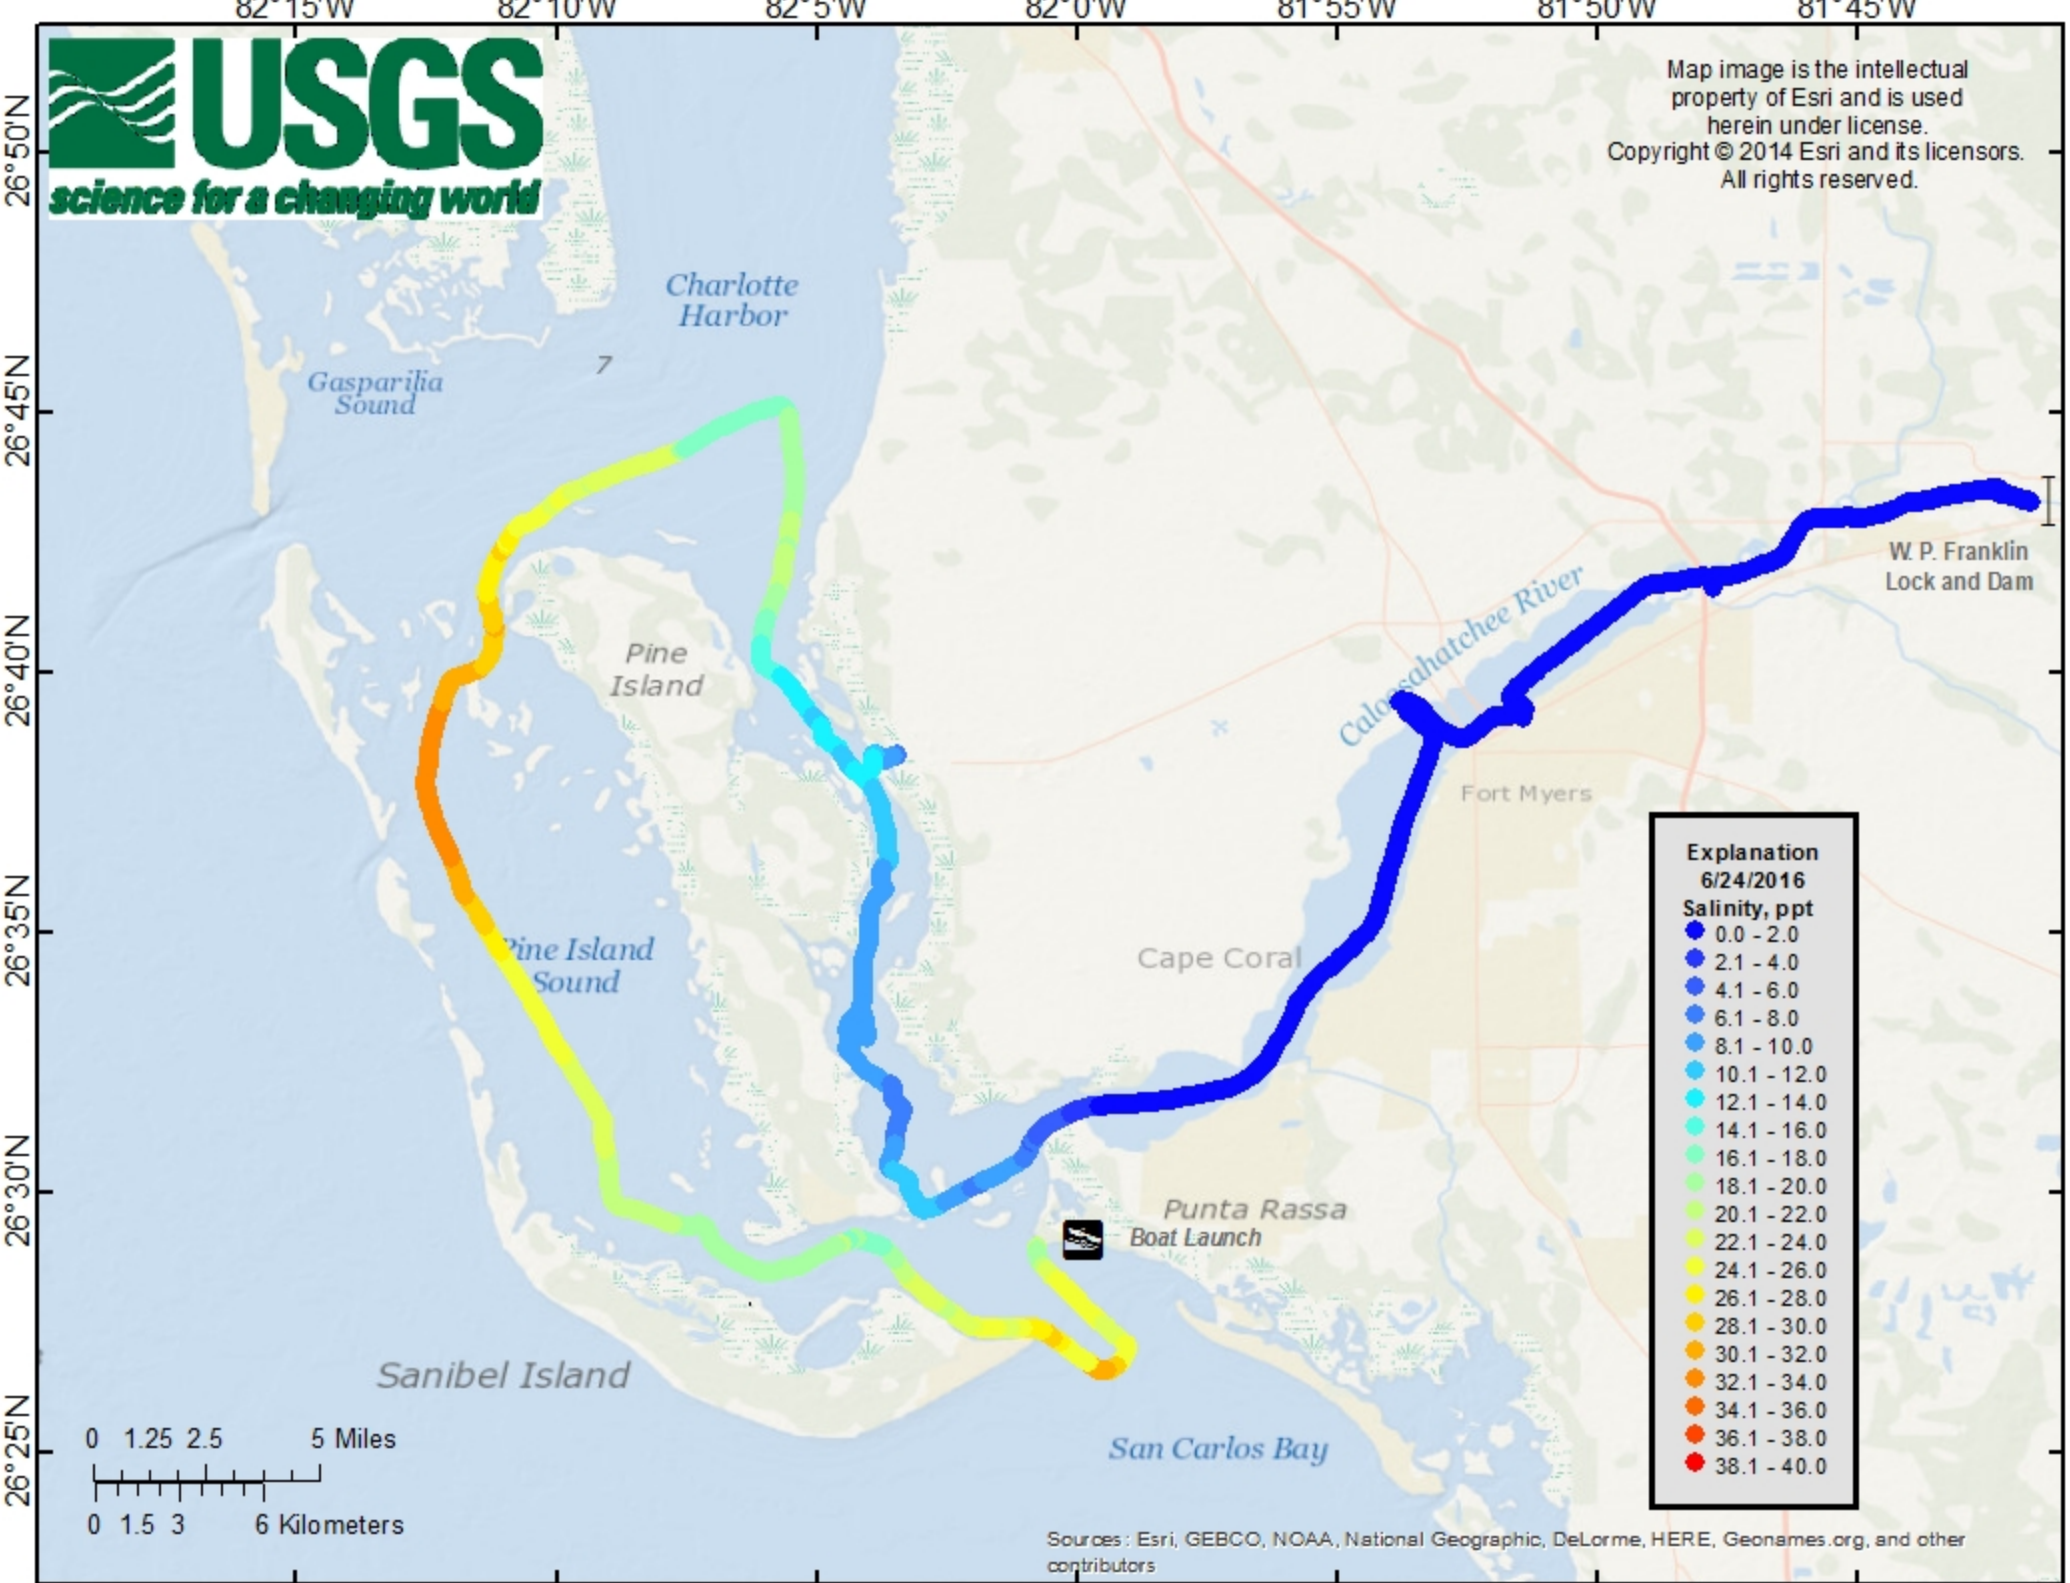 82°15'W 82°10'W 82°5'W 82°0'W 81°55'W 81°50'W 81°45'W
USGS
science for a changing world
Map image is the intellectual
property of Esri and is used
herein under license.
Copyright © 2014 Esri and its licensors.
All rights reserved.
26°50'N
Charlotte
Harbor
7
Gasparilia
Sound
26°45'N
W. P. Franklin
Lock and Dam
Caloosahatchee River
26°40'N
Pine
Island
Fort Myers
26°35'N
Pine Island
Sound
Cape Coral
26°30'N
Punta Rassa
Boat Launch
Sanibel Island
26°25'N
San Carlos Bay
Explanation
6/24/2016
Salinity, ppt
0.0 - 2.0
2.1 - 4.0
4.1 - 6.0
6.1 - 8.0
8.1 - 10.0
10.1 - 12.0
12.1 - 14.0
14.1 - 16.0
16.1 - 18.0
18.1 - 20.0
20.1 - 22.0
22.1 - 24.0
24.1 - 26.0
26.1 - 28.0
28.1 - 30.0
30.1 - 32.0
32.1 - 34.0
34.1 - 36.0
36.1 - 38.0
38.1 - 40.0
0 1.25 2.5 5 Miles
0 1.5 3 6 Kilometers
Sources: Esri, GEBCO, NOAA, National Geographic, DeLorme, HERE, Geonames.org, and other
contributors